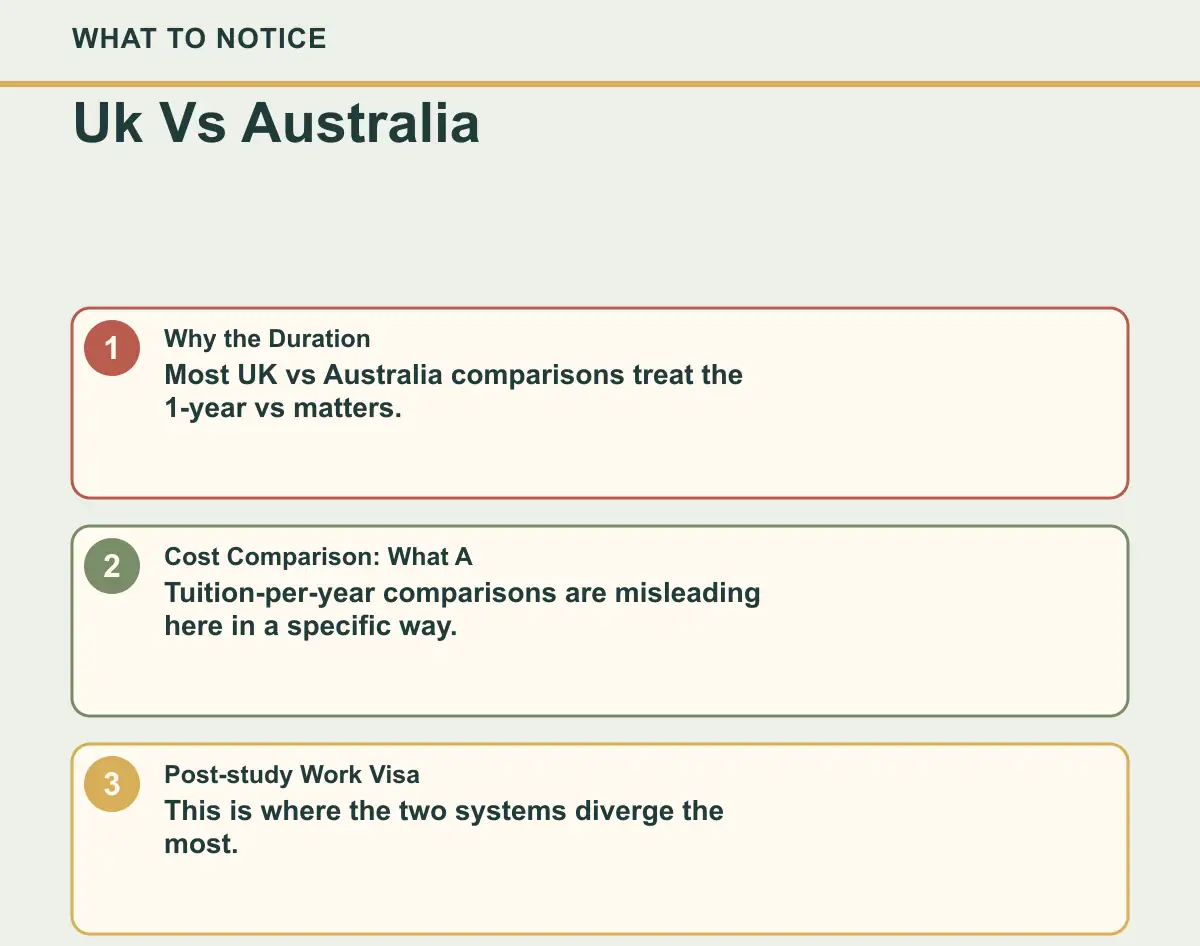 WHAT TO NOTICE
Uk Vs Australia
1
Why the Duration
Most UK vs Australia comparisons treat the
1-year vs matters.
2
Cost Comparison: What A
Tuition-per-year comparisons are misleading
here in a specific way.
3
Post-study Work Visa
This is where the two systems diverge the
most.